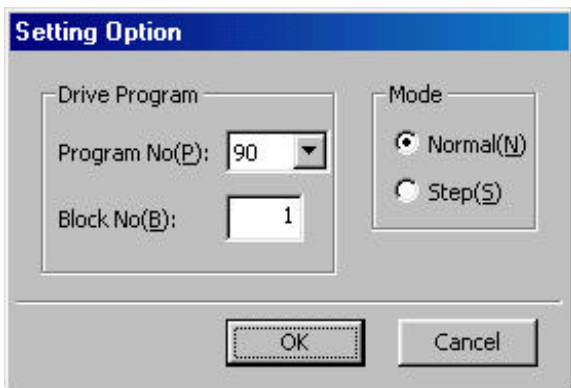 Setting Option
Drive Program
Program No(P): 90
Block No(B): 1
Mode
Normal(N)
Step(S)
OK Cancel